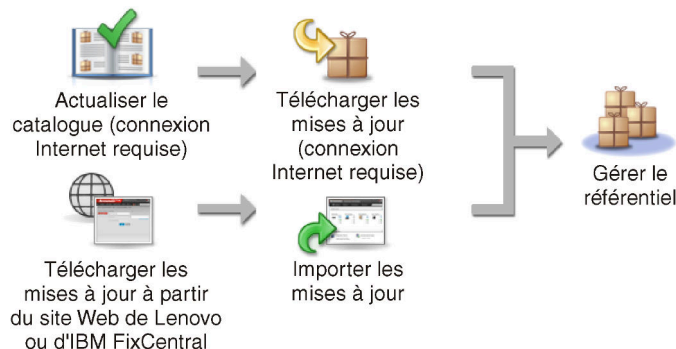 Actualiser le
catalogue (connexion
Internet requise)
Télécharger les
mises à jour
(connexion
Internet requise)
Gérer le
référentiel
Télécharger les
mises à jour à partir
du site Web de Lenovo
ou d'IBM FixCentral
Importer les
mises à jour